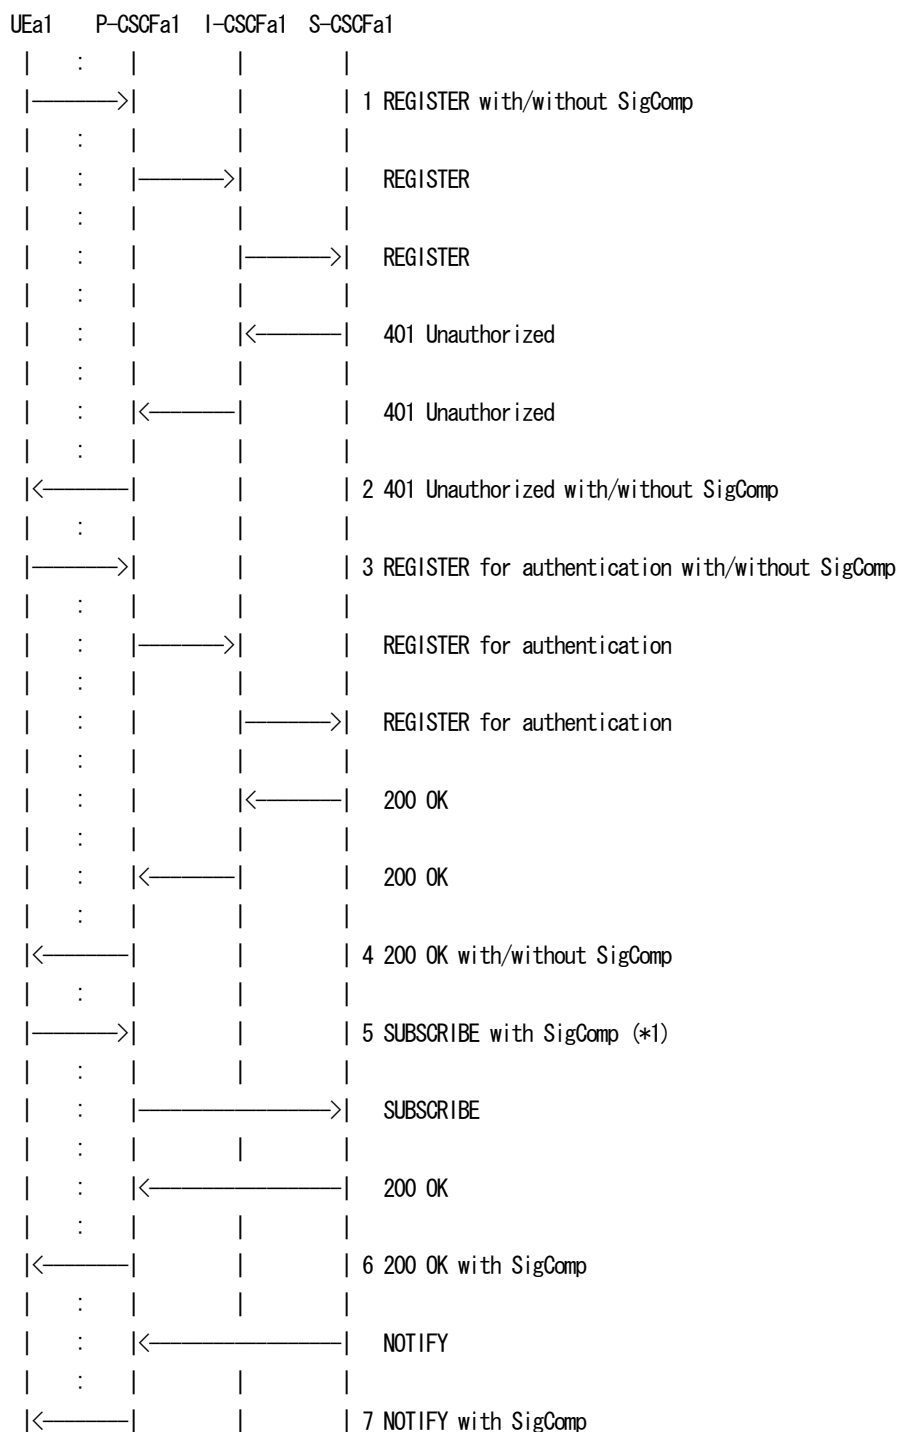 UEa1 P-CSCFa1 I-CSCFa1 S-CSCFa1
| : | | |
|-------->| | | 1 REGISTER with/without SigComp
| : | | |
| : |-------->| | REGISTER
| : | | |
| : | |-------->| REGISTER
| : | | |
| : | |<--------| 401 Unauthorized
| : | | |
| : |<--------| | 401 Unauthorized
| : | | |
|<--------| | | 2 401 Unauthorized with/without SigComp
| : | | |
|-------->| | | 3 REGISTER for authentication with/without SigComp
| : | | |
| : |-------->| | REGISTER for authentication
| : | | |
| : | |-------->| REGISTER for authentication
| : | | |
| : | |<--------| 200 OK
| : | | |
| : |<--------| | 200 OK
| : | | |
|<--------| | | 4 200 OK with/without SigComp
| : | | |
|-------->| | | 5 SUBSCRIBE with SigComp (*1)
| : | | |
| : |------------------>| SUBSCRIBE
| : | | |
| : |<------------------| 200 OK
| : | | |
|<--------| | | 6 200 OK with SigComp
| : | | |
| : |<------------------| NOTIFY
| : | | |
|<--------| | | 7 NOTIFY with SigComp